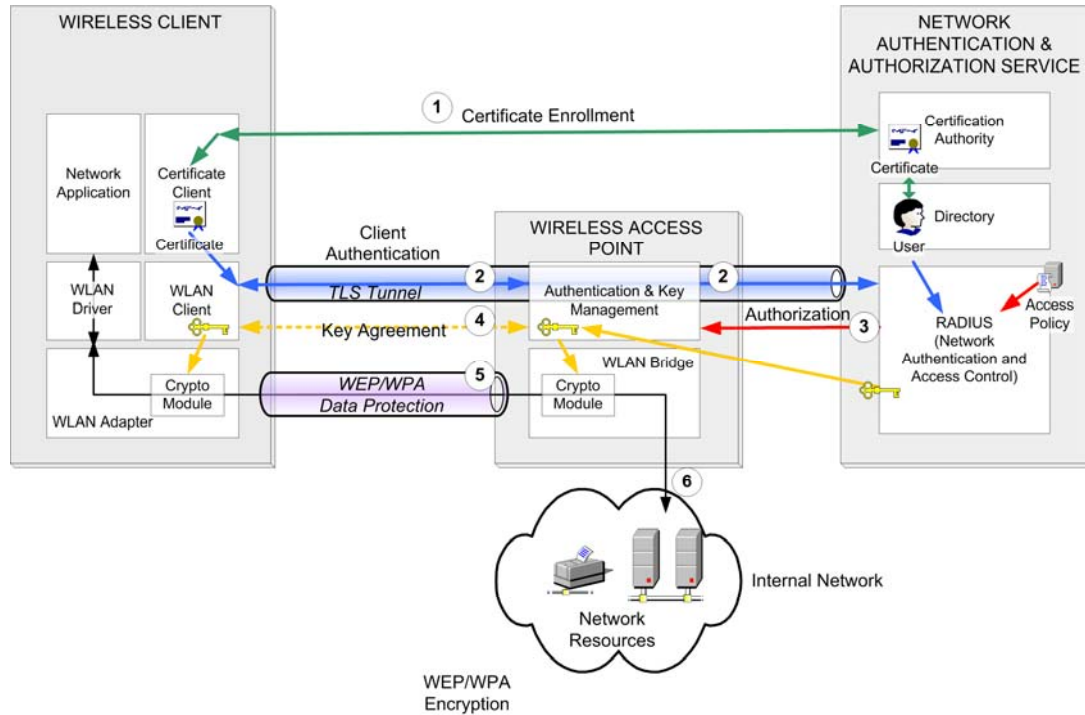 WIRELESS CLIENT
NETWORK
AUTHENTICATION &
AUTHORIZATION SERVICE
1
Certificate Enrollment
Certification
Authority
Certificate
Network
Application
Certificate
Client
Certificate
Directory
User
WIRELESS ACCESS
POINT
Client
Authentication
2
2
TLS Tunnel
WLAN
Driver
WLAN
Client
Authentication & Key
Management
Access
Policy
Key Agreement
4
Authorization
3
RADIUS
(Network
Authentication and
Access Control)
WLAN Bridge
WEP/WPA
Data Protection
5
Crypto
Module
Crypto
Module
WLAN Adapter
6
Internal Network
Network
Resources
WEP/WPA
Encryption